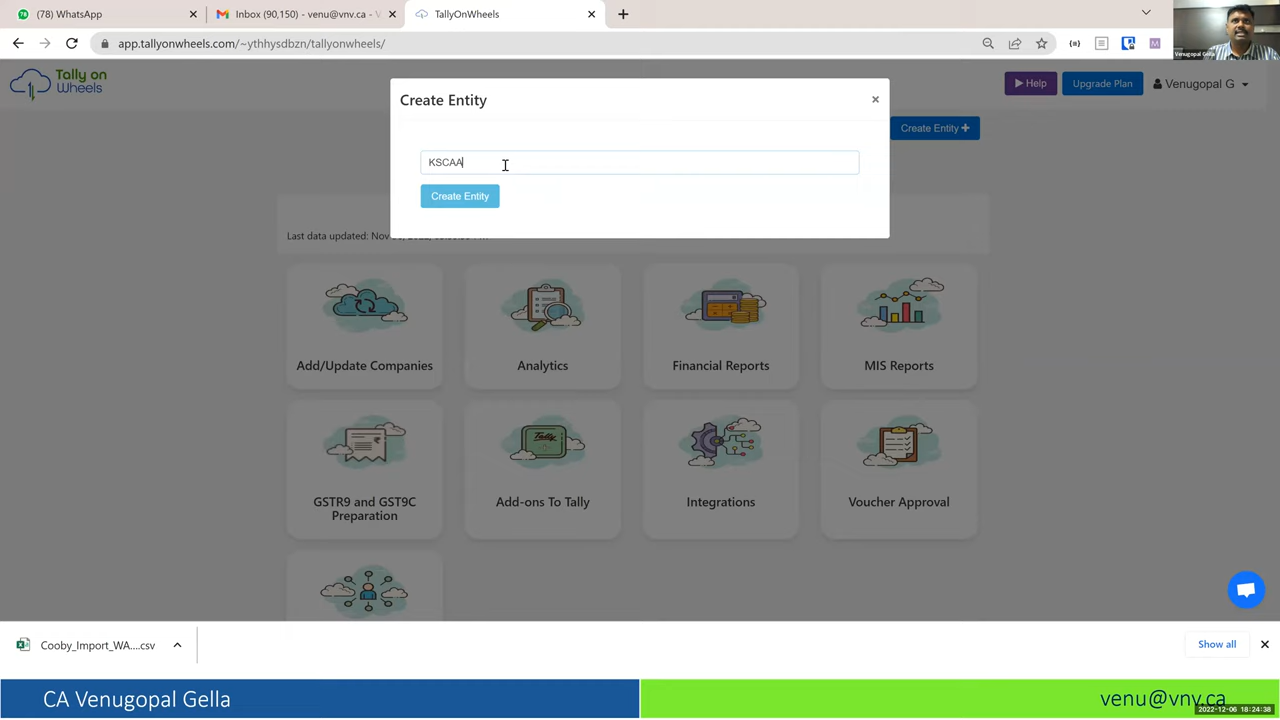 (78) WhatsApp
Inbox (90,150) - venu@vnv.ca - V
TallyOnWheels
app.tallyonwheels.com/~ythhysdbzn/tallyonwheels/
Venugopal Gella
Tally on
Wheels
Help
Upgrade Plan
Venugopal G
Create Entity
Create Entity +
KSCAA
Create Entity
Last data updated: Nov
Add/Update Companies
Analytics
Financial Reports
MIS Reports
GSTR9 and GST9C
Preparation
Add-ons To Tally
Integrations
Voucher Approval
Cooby_Import_WA....csv
Show all
CA Venugopal Gella
venu@vnv.ca
2022-12-06 18:24:38